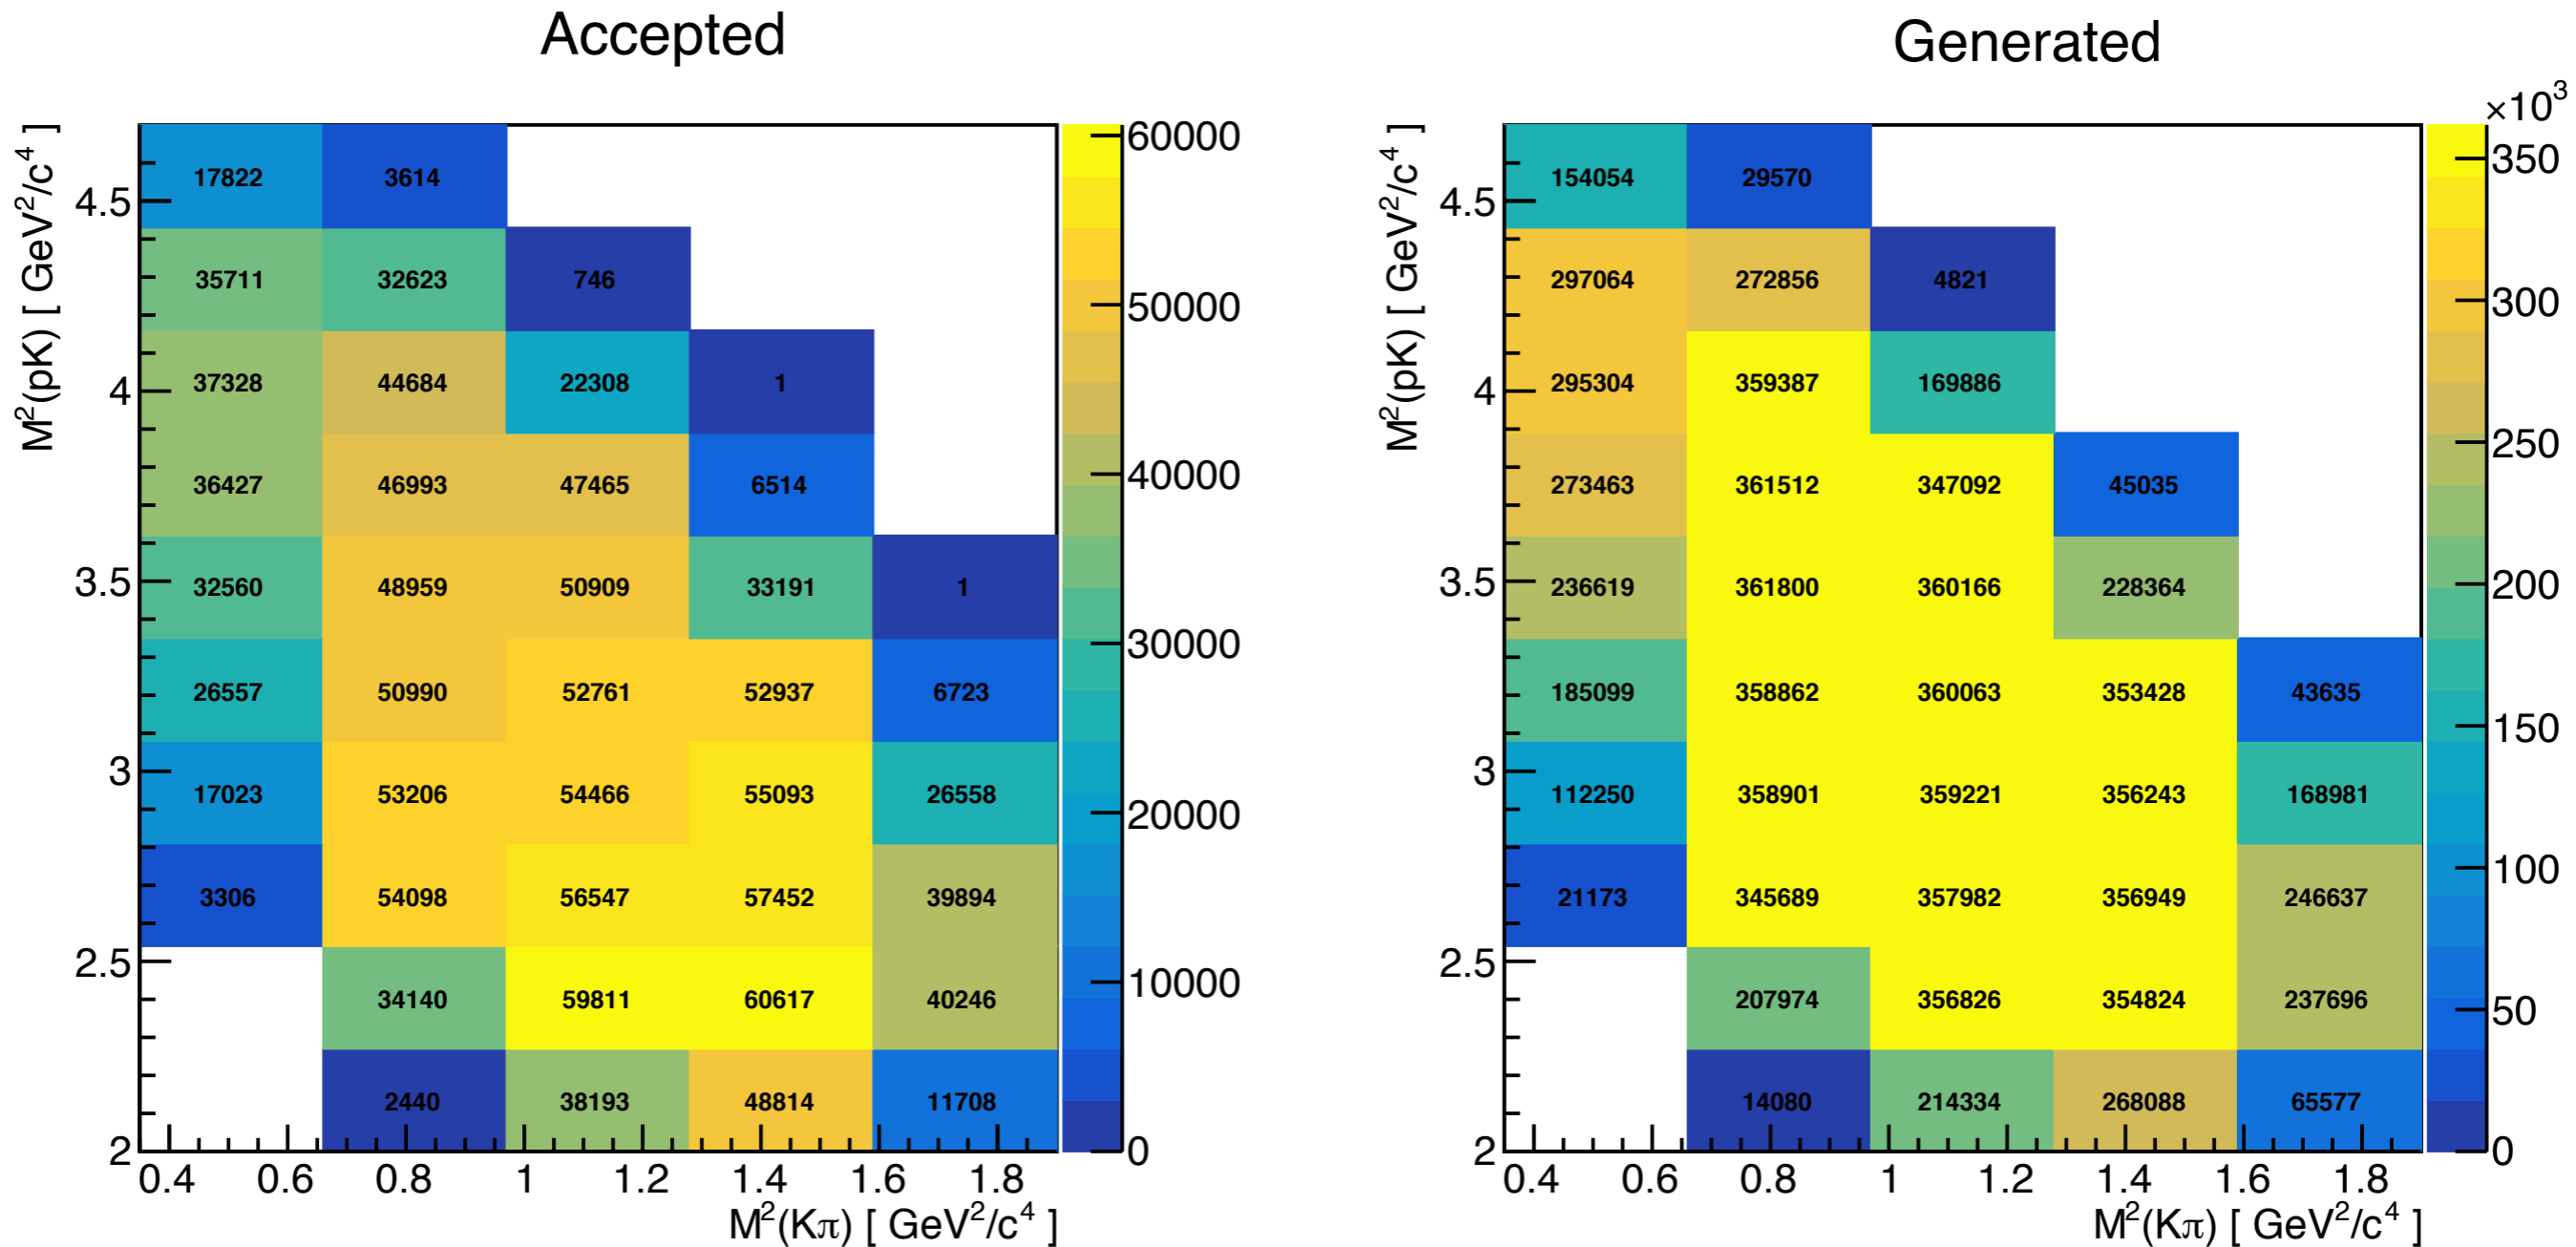 Accepted
Generated
M²(pK) [ GeV²/c⁴ ]
4.5
4
3.5
3
2.5
2
17822 3614
35711 32623 746
37328 44684 22308 1
36427 46993 47465 6514
32560 48959 50909 33191 1
26557 50990 52761 52937 6723
17023 53206 54466 55093 26558
3306 54098 56547 57452 39894
34140 59811 60617 40246
2440 38193 48814 11708
60000
50000
40000
30000
20000
10000
0
0.4 0.6 0.8 1 1.2 1.4 1.6 1.8
M²(Kπ) [ GeV²/c⁴ ]
M²(pK) [ GeV²/c⁴ ]
4.5
4
3.5
3
2.5
2
154054 29570
297064 272856 4821
295304 359387 169886
273463 361512 347092 45035
236619 361800 360166 228364
185099 358862 360063 353428 43635
112250 358901 359221 356243 168981
21173 345689 357982 356949 246637
207974 356826 354824 237696
14080 214334 268088 65577
×10³
350
300
250
200
150
100
50
0
0.4 0.6 0.8 1 1.2 1.4 1.6 1.8
M²(Kπ) [ GeV²/c⁴ ]